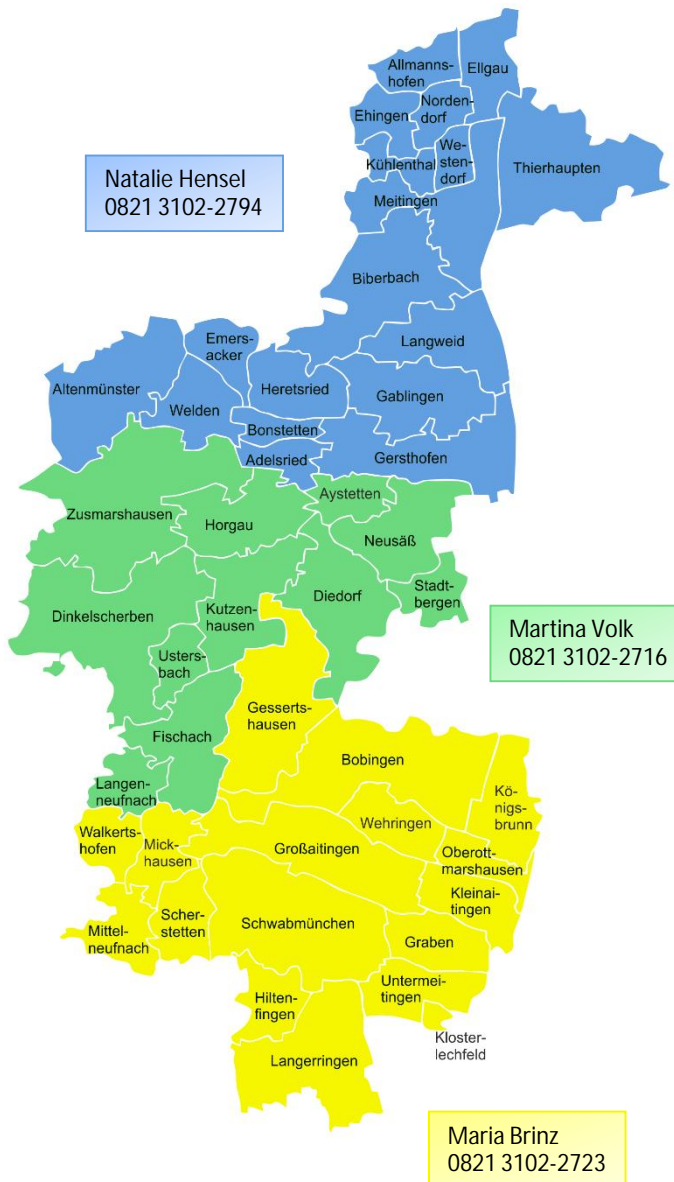 Allmanns-
hofen
Ellgau
Ehingen
Norden-
dorf
Kühlenthal
We-
sten-
dorf
Thierhaupten
Natalie Hensel
0821 3102-2794
Meitingen
Biberbach
Emers-
acker
Langweid
Altenmünster
Heretsried
Gablingen
Welden
Bonstetten
Adelsried
Gersthofen
Aystetten
Zusmarshausen
Horgau
Neusäß
Dinkelscherben
Kutzen-
hausen
Diedorf
Stadt-
bergen
Martina Volk
0821 3102-2716
Usters-
bach
Gesserts-
hausen
Fischach
Bobingen
Langen-
neufnach
Kö-
nigs-
brunn
Walkerts-
hofen
Mick-
hausen
Wehringen
Großaitingen
Oberott-
marshausen
Kleinai-
tingen
Mittel-
neufnach
Scher-
stetten
Schwabmünchen
Graben
Hilten-
fingen
Untermei-
tingen
Kloster-
lechfeld
Langerringen
Maria Brinz
0821 3102-2723